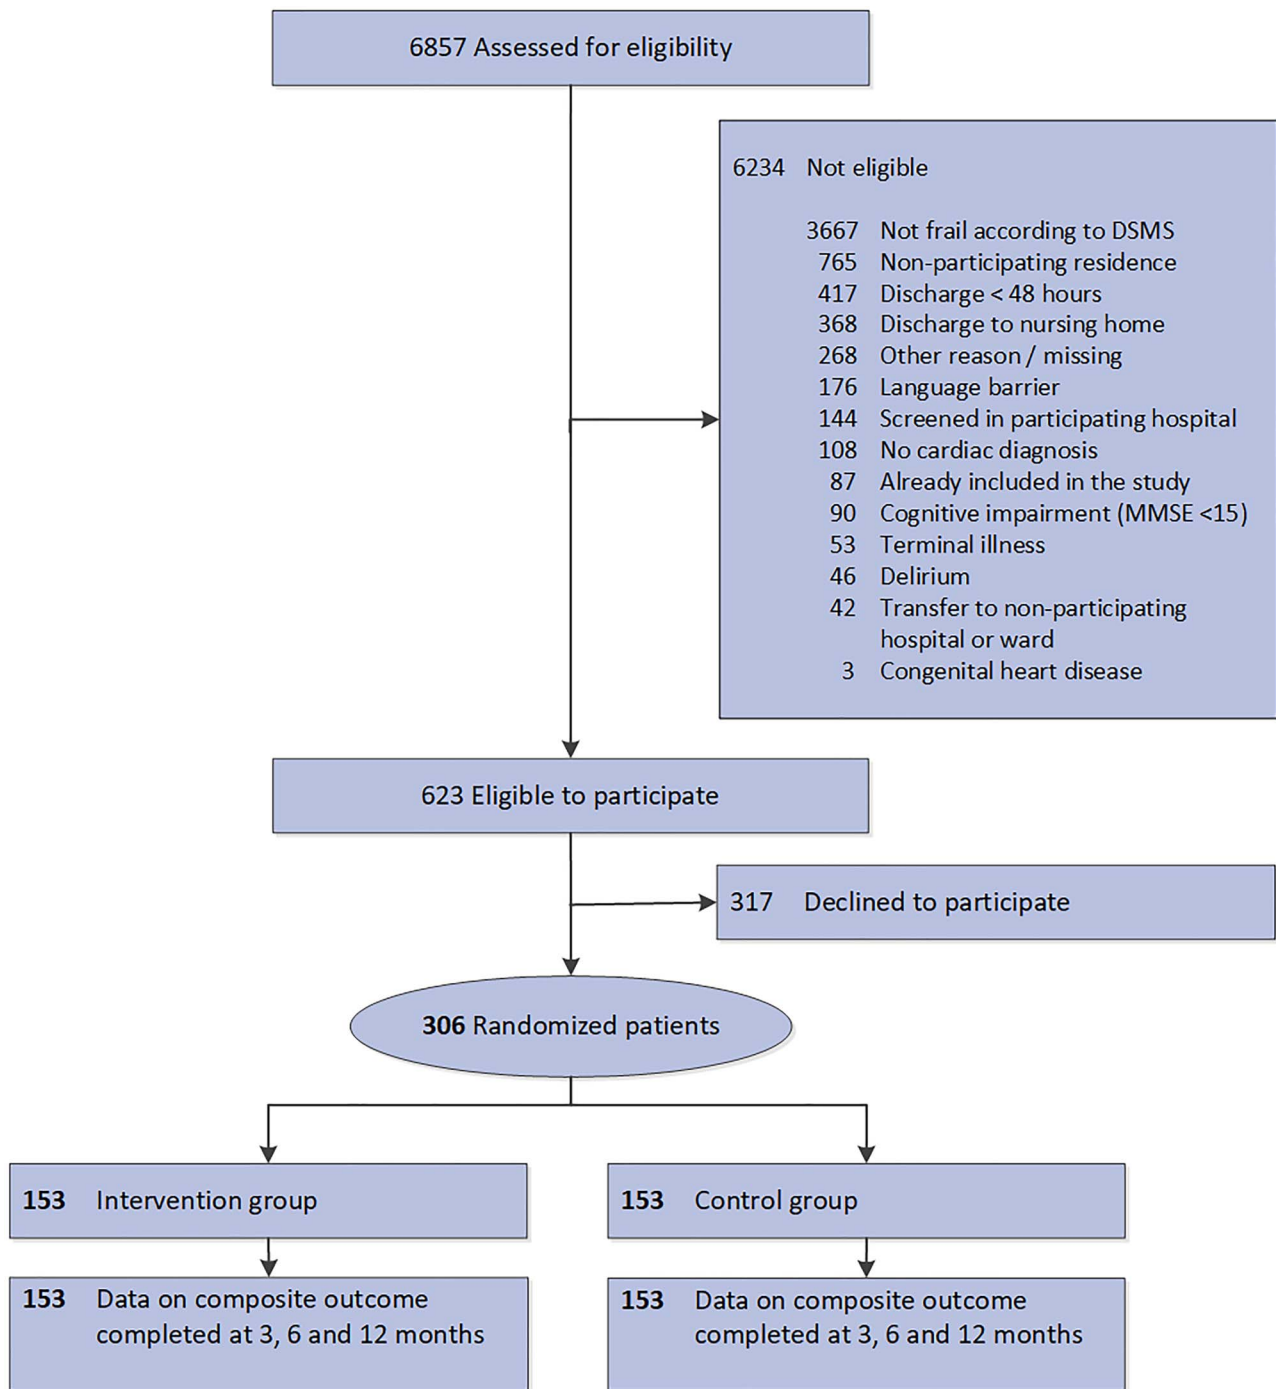 6857 Assessed for eligibility
6234 Not eligible
3667 Not frail according to DSMS
765 Non-participating residence
417 Discharge < 48 hours
368 Discharge to nursing home
268 Other reason / missing
176 Language barrier
144 Screened in participating hospital
108 No cardiac diagnosis
87 Already included in the study
90 Cognitive impairment (MMSE <15)
53 Terminal illness
46 Delirium
42 Transfer to non-participating
hospital or ward
3 Congenital heart disease
623 Eligible to participate
317 Declined to participate
306 Randomized patients
153 Intervention group
153 Control group
153 Data on composite outcome
completed at 3, 6 and 12 months
153 Data on composite outcome
completed at 3, 6 and 12 months